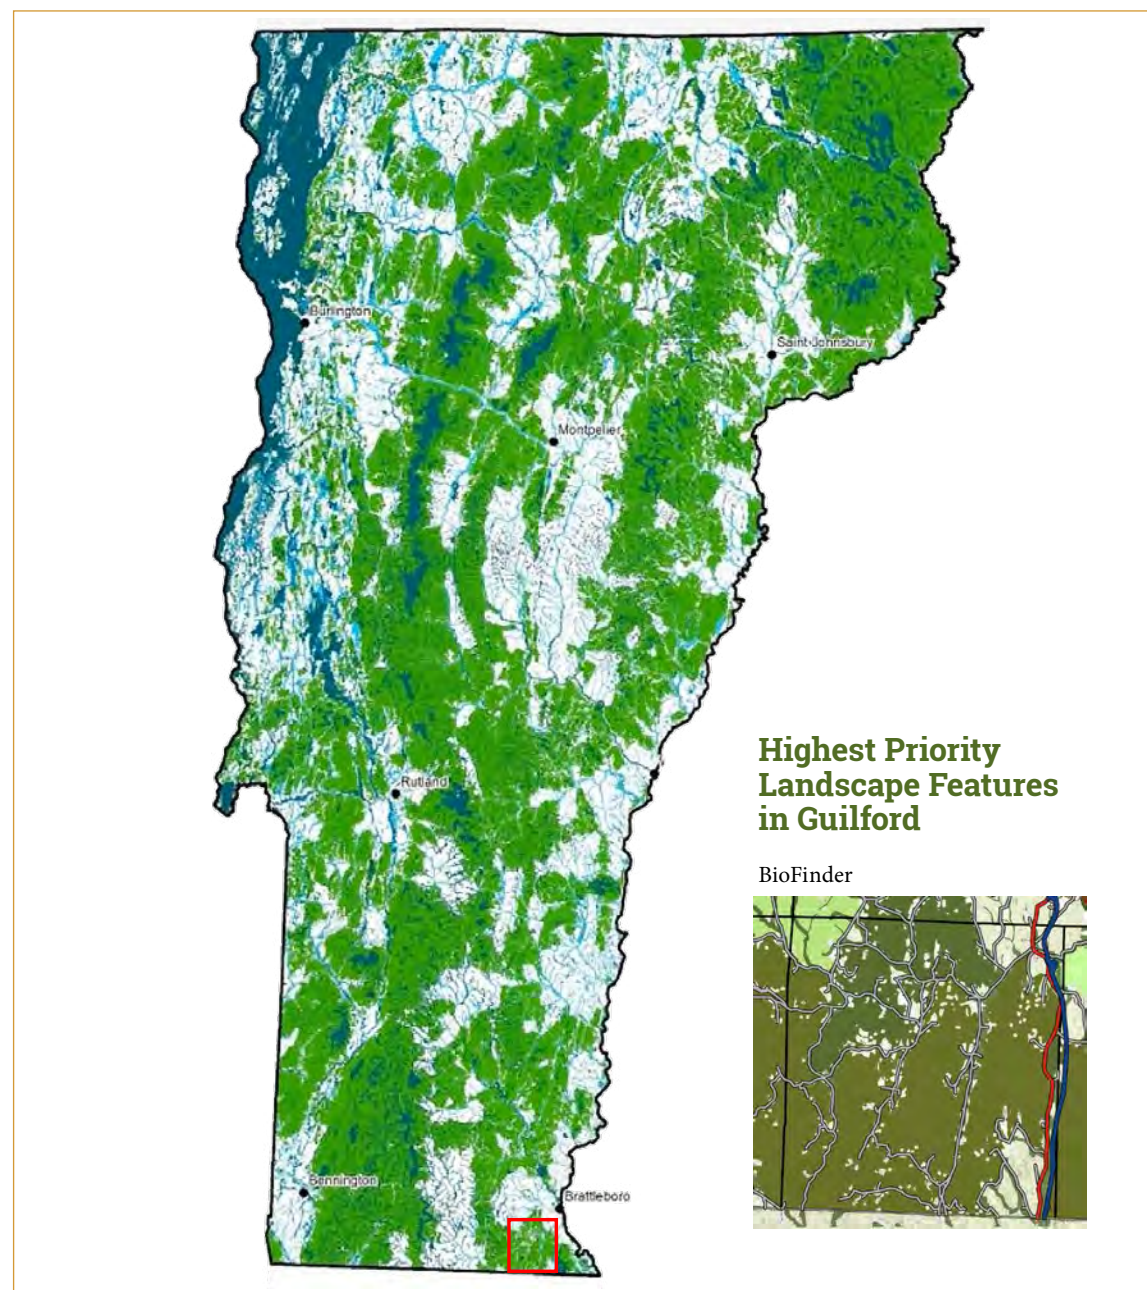 Burlington
Saint Johnsbury
Montpelier
Highest Priority
Landscape Features
in Guilford
Rutland
BioFinder
Bennington
Brattleboro